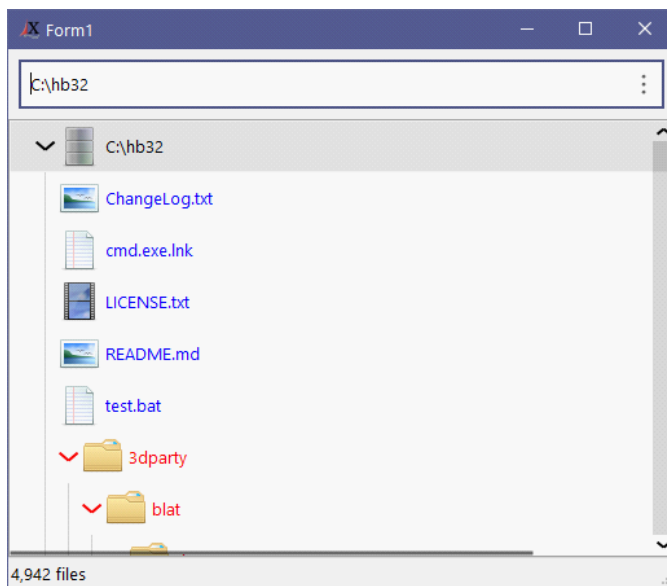 Form1
C:\hb32
C:\hb32
ChangeLog.txt
cmd.exe.lnk
LICENSE.txt
README.md
test.bat
3dparty
blat
4,942 files